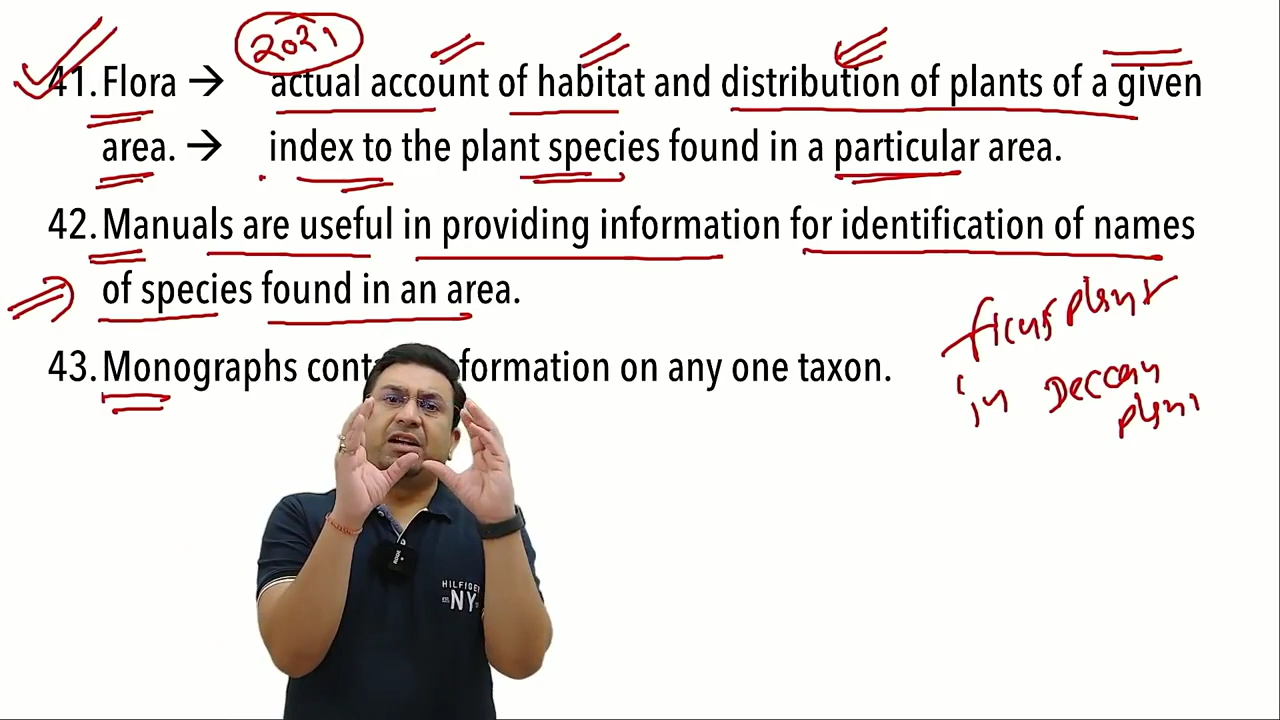 2021
41. Flora → actual account of habitat and distribution of plants of a given
area. → index to the plant species found in a particular area.
42. Manuals are useful in providing information for identification of names
of species found in an area.
43. Monographs cont formation on any one taxon.
ficus plant
in Deccan
HILFIGER
NY